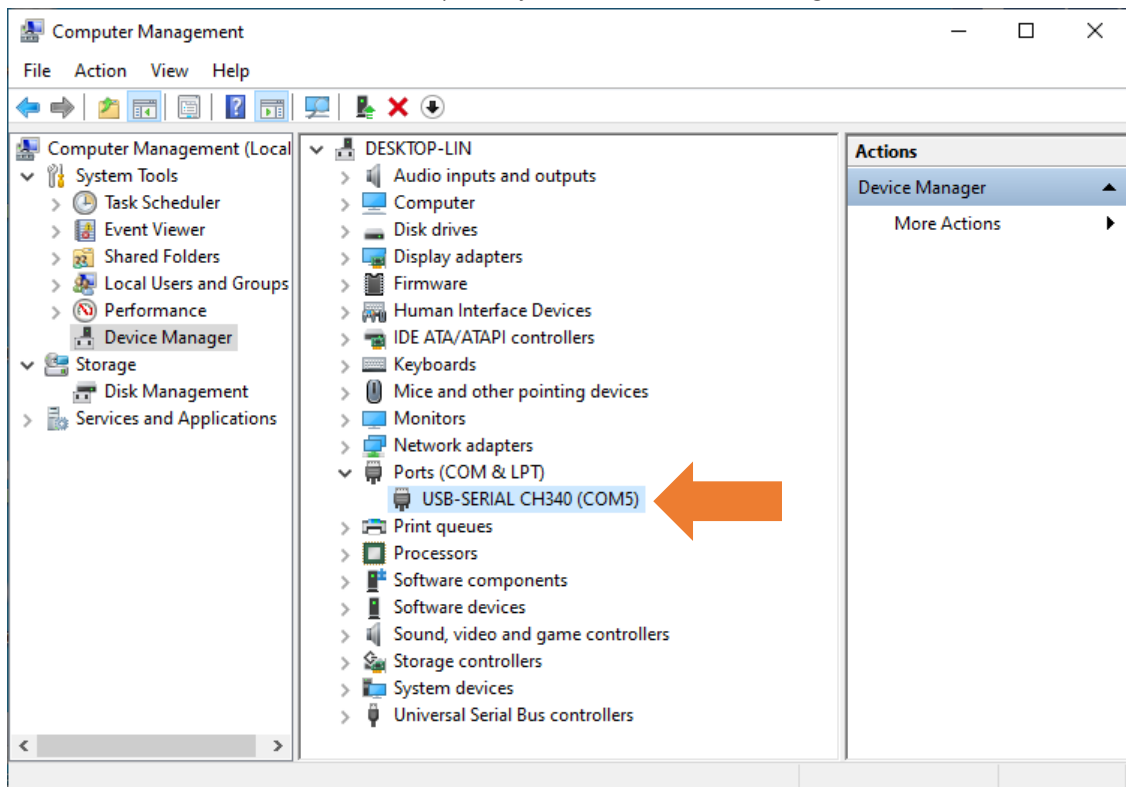 Computer Management
File Action View Help
Computer Management (Local
System Tools
Task Scheduler
Event Viewer
Shared Folders
Local Users and Groups
Performance
Device Manager
Storage
Disk Management
Services and Applications
DESKTOP-LIN
Audio inputs and outputs
Computer
Disk drives
Display adapters
Firmware
Human Interface Devices
IDE ATA/ATAPI controllers
Keyboards
Mice and other pointing devices
Monitors
Network adapters
Ports (COM & LPT)
USB-SERIAL CH340 (COM5)
Print queues
Processors
Software components
Software devices
Sound, video and game controllers
Storage controllers
System devices
Universal Serial Bus controllers
Actions
Device Manager
More Actions